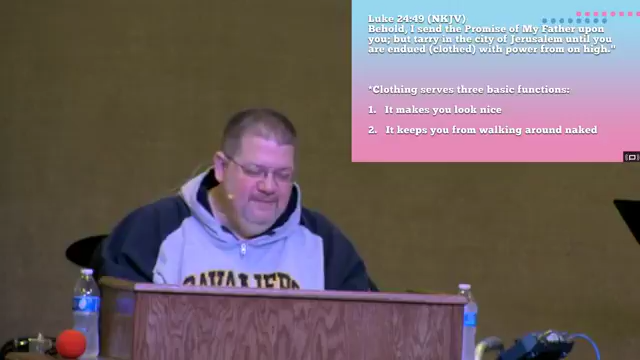 Luke 24:49 (NKJV)
Behold, I send the Promise of My Father upon
you; but tarry in the city of Jerusalem until you
are endued (clothed) with power from on high."
*Clothing serves three basic functions:
1. It makes you look nice
2. It keeps you from walking around naked
CAVALIERS